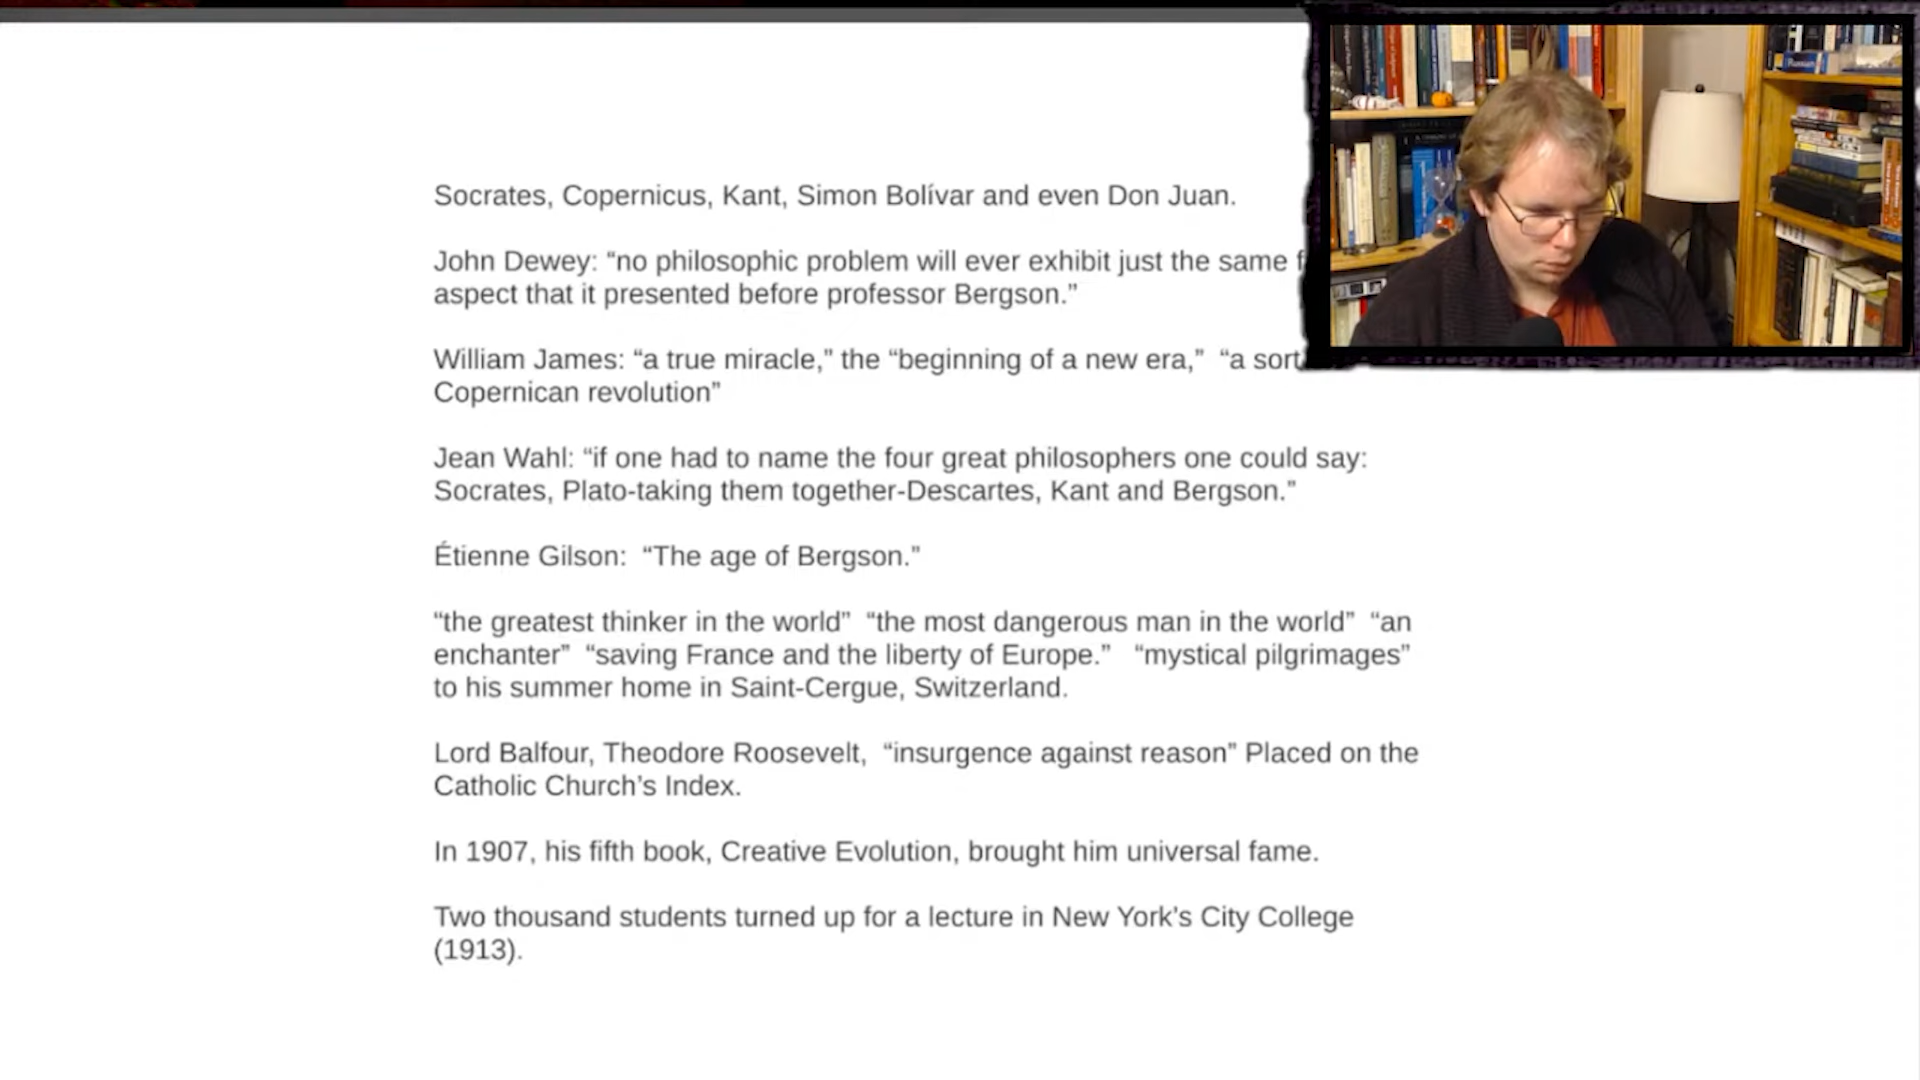 Socrates, Copernicus, Kant, Simon Bolívar and even Don Juan.
John Dewey: “no philosophic problem will ever exhibit just the same
aspect that it presented before professor Bergson.”
William James: “a true miracle,” the “beginning of a new era,” “a sort
Copernican revolution”
Jean Wahl: “if one had to name the four great philosophers one could say:
Socrates, Plato-taking them together-Descartes, Kant and Bergson.”
Étienne Gilson: “The age of Bergson.”
“the greatest thinker in the world” “the most dangerous man in the world” “an
enchanter” “saving France and the liberty of Europe.” “mystical pilgrimages”
to his summer home in Saint-Cergue, Switzerland.
Lord Balfour, Theodore Roosevelt, “insurgence against reason” Placed on the
Catholic Church’s Index.
In 1907, his fifth book, Creative Evolution, brought him universal fame.
Two thousand students turned up for a lecture in New York’s City College
(1913).
Russian